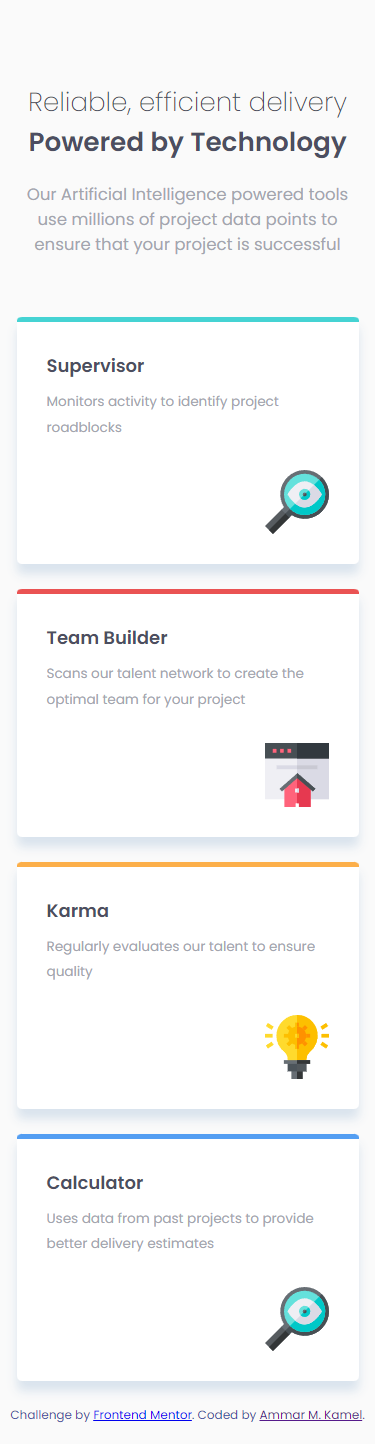 Reliable, efficient delivery
Powered by Technology
Our Artificial Intelligence powered tools
use millions of project data points to
ensure that your project is successful
Supervisor
Monitors activity to identify project
roadblocks
Team Builder
Scans our talent network to create the
optimal team for your project
Karma
Regularly evaluates our talent to ensure
quality
Calculator
Uses data from past projects to provide
better delivery estimates
Challenge by Frontend Mentor. Coded by Ammar M. Kamel.